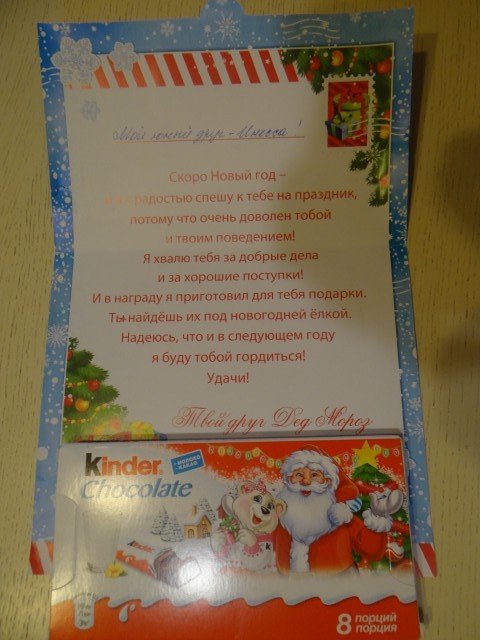 Мой юный друг - Инесса!
Скоро Новый год –
и я с радостью спешу к тебе на праздник,
потому что очень доволен тобой
и твоим поведением!
Я хвалю тебя за добрые дела
и за хорошие поступки!
И в награду я приготовил для тебя подарки.
Ты найдёшь их под новогодней ёлкой.
Надеюсь, что и в следующем году
я буду тобой гордиться!
Удачи!
Твой друг Дед Мороз
Kinder
Chocolate
+ МОЛОКО
- КАКАО
8 порций
порция